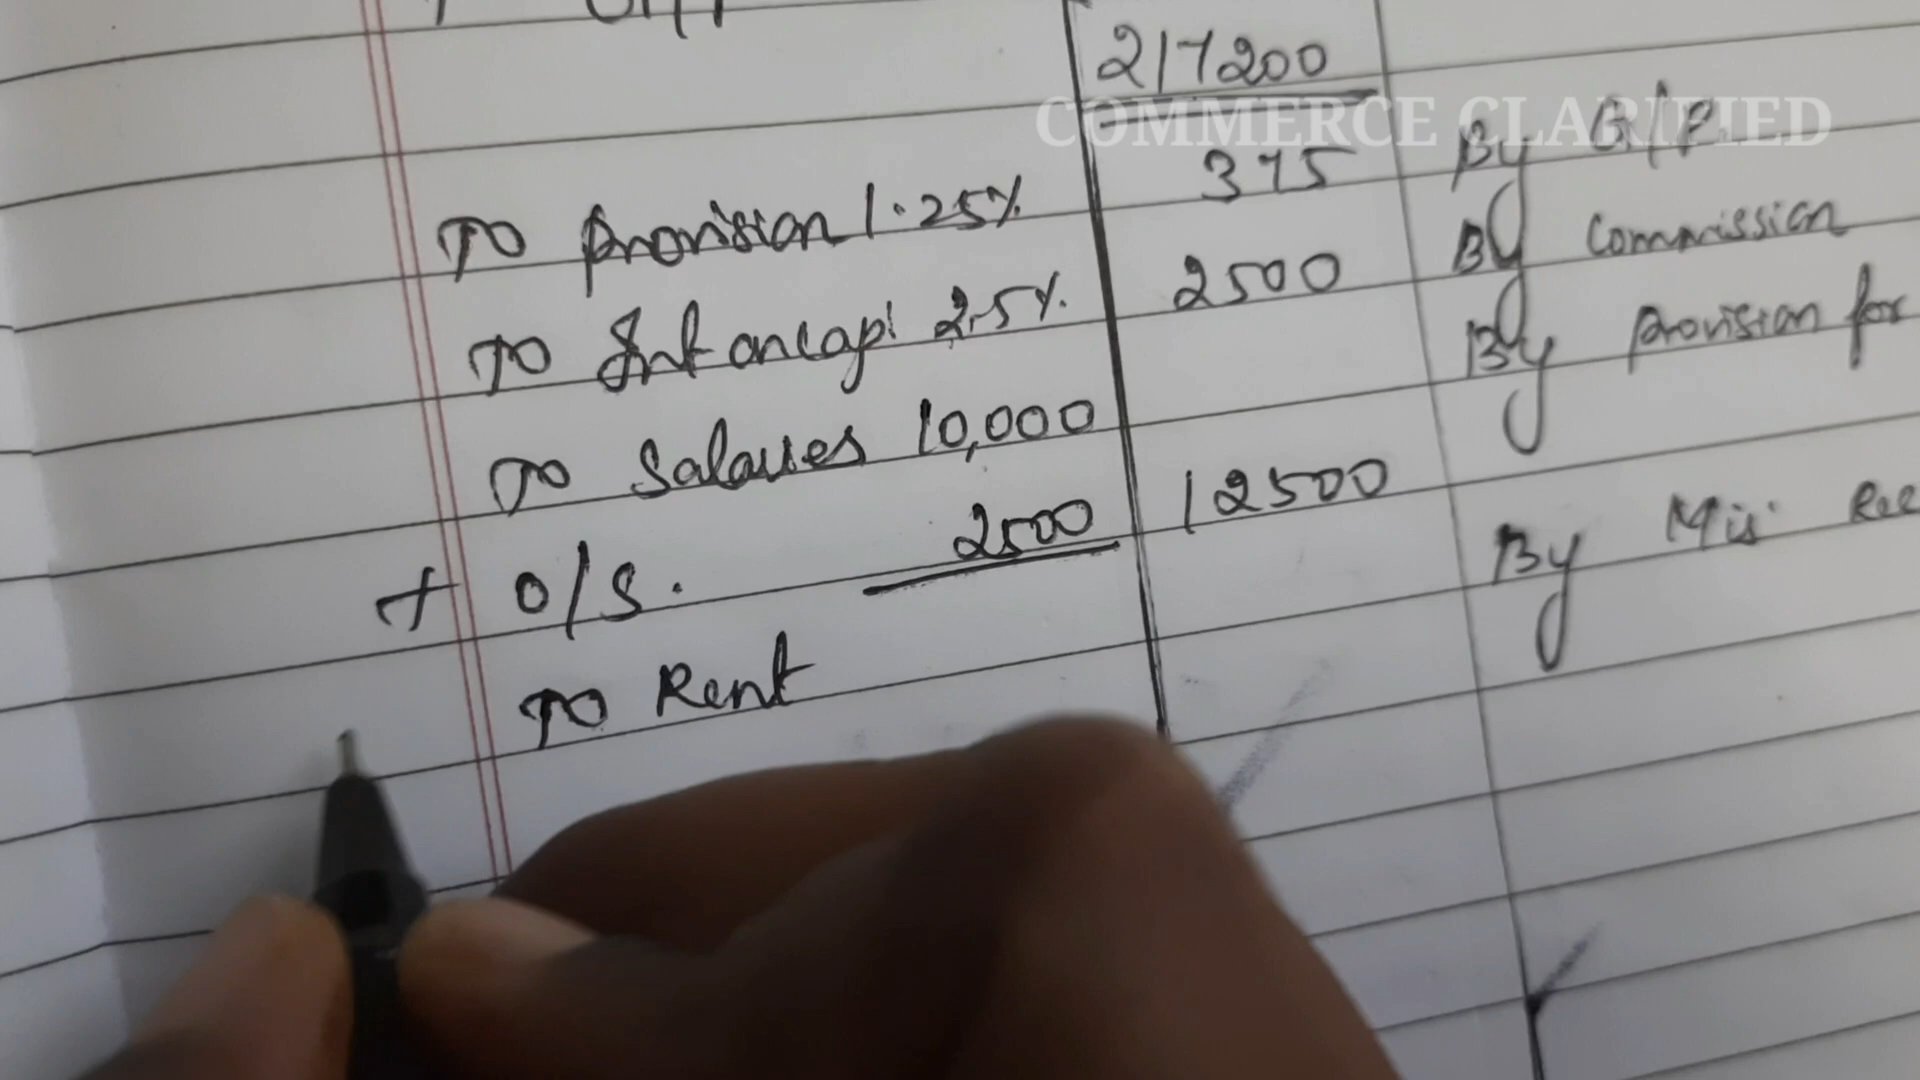 217200
COMMERCE CLARIFIED
To provision 1.25% 375 By G/P.
To Int on cap' 2.5% 2500 By Commission
To Salaries 10,000 By provision for
+ O/S. 2500 12500 By Mis. Rec
To Rent